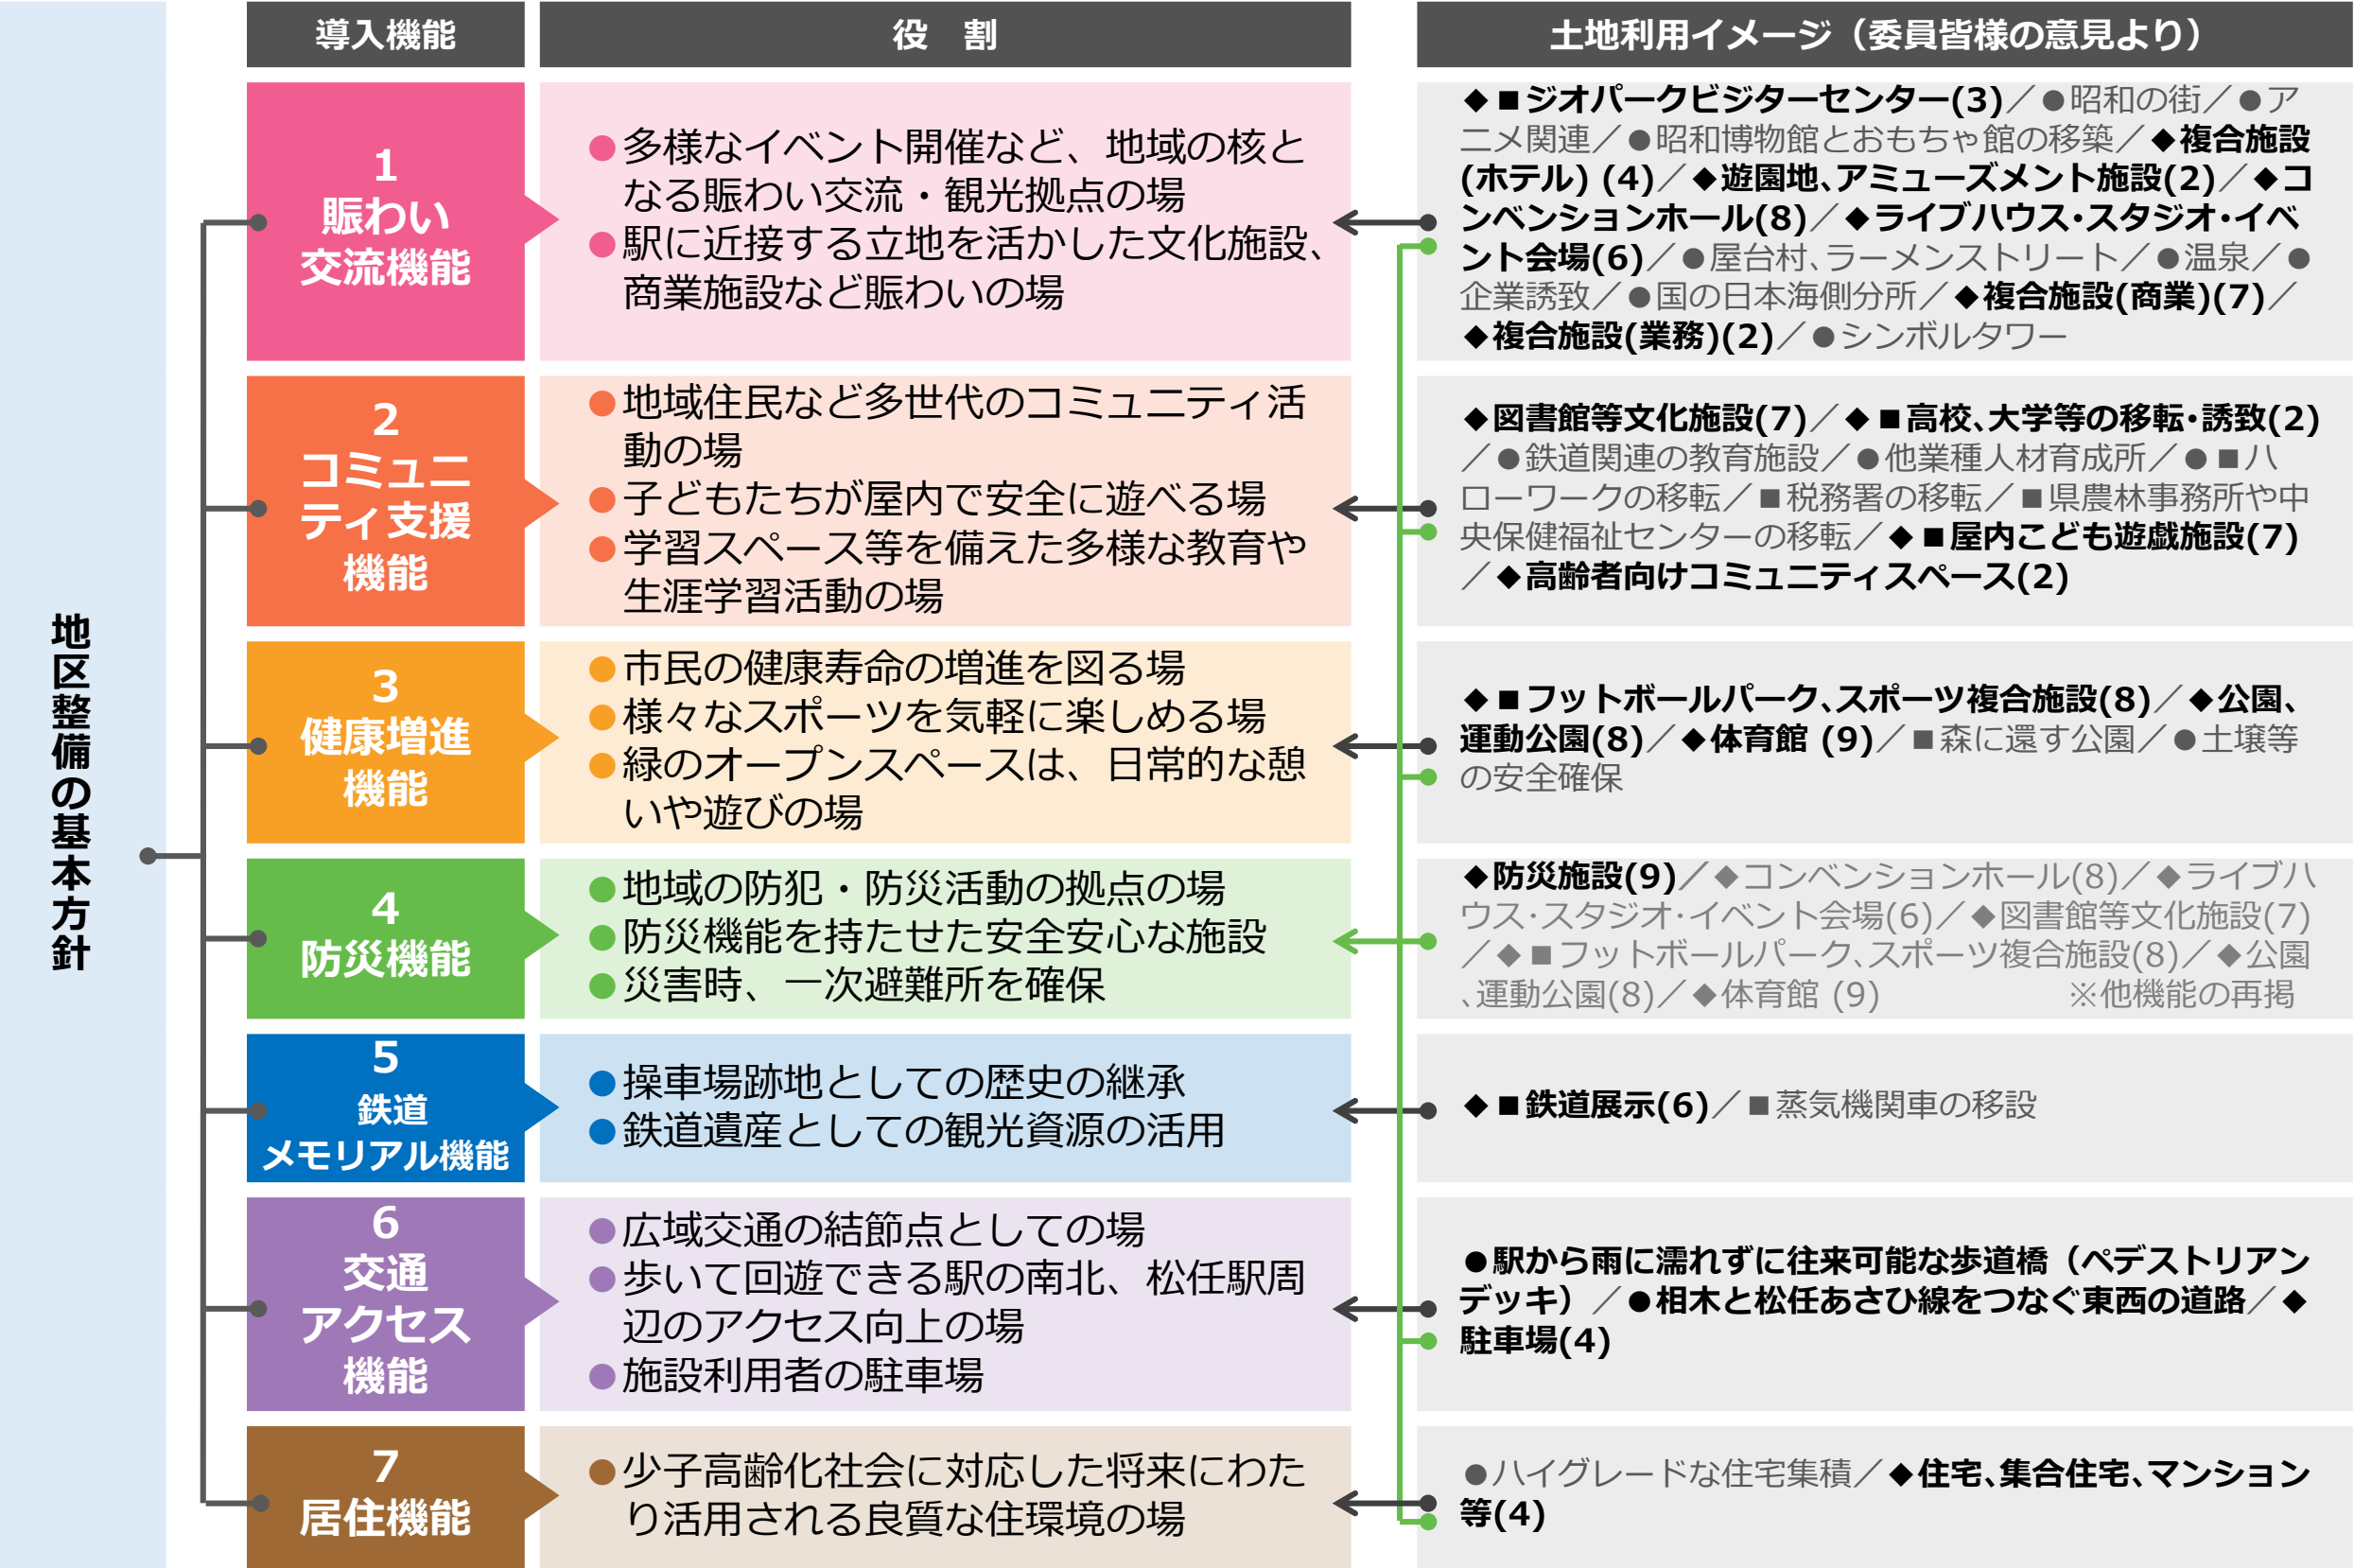 導入機能
役　割
土地利用イメージ（委員皆様の意見より）
地区整備の基本方針
1
賑わい
交流機能
●多様なイベント開催など、地域の核と
なる賑わい交流・観光拠点の場
●駅に近接する立地を活かした文化施設、
商業施設など賑わいの場
◆■ジオパークビジターセンター(3)／●昭和の街／●ア
ニメ関連／●昭和博物館とおもちゃ館の移築／◆複合施設
(ホテル) (4)／◆遊園地、アミューズメント施設(2)／◆コ
ンベンションホール(8)／◆ライブハウス・スタジオ・イベ
ント会場(6)／●屋台村、ラーメンストリート／●温泉／●
企業誘致／●国の日本海側分所／◆複合施設(商業)(7)／
◆複合施設(業務)(2)／●シンボルタワー
2
コミュニ
ティ支援
機能
●地域住民など多世代のコミュニティ活
動の場
●子どもたちが屋内で安全に遊べる場
●学習スペース等を備えた多様な教育や
生涯学習活動の場
◆図書館等文化施設(7)／◆■高校、大学等の移転・誘致(2)
／●鉄道関連の教育施設／●他業種人材育成所／●■ハ
ローワークの移転／■税務署の移転／■県農林事務所や中
央保健福祉センターの移転／◆■屋内こども遊戯施設(7)
／◆高齢者向けコミュニティスペース(2)
3
健康増進
機能
●市民の健康寿命の増進を図る場
●様々なスポーツを気軽に楽しめる場
●緑のオープンスペースは、日常的な憩
いや遊びの場
◆■フットボールパーク、スポーツ複合施設(8)／◆公園、
運動公園(8)／◆体育館 (9)／■森に還す公園／●土壌等
の安全確保
4
防災機能
●地域の防犯・防災活動の拠点の場
●防災機能を持たせた安全安心な施設
●災害時、一次避難所を確保
◆防災施設(9)／◆コンベンションホール(8)／◆ライブハ
ウス・スタジオ・イベント会場(6)／◆図書館等文化施設(7)
／◆■フットボールパーク、スポーツ複合施設(8)／◆公園
、運動公園(8)／◆体育館 (9)　※他機能の再掲
5
鉄道
メモリアル機能
●操車場跡地としての歴史の継承
●鉄道遺産としての観光資源の活用
◆■鉄道展示(6)／■蒸気機関車の移設
6
交通
アクセス
機能
●広域交通の結節点としての場
●歩いて回遊できる駅の南北、松任駅周
辺のアクセス向上の場
●施設利用者の駐車場
●駅から雨に濡れずに往来可能な歩道橋（ペデストリアン
デッキ）／●相木と松任あさひ線をつなぐ東西の道路／◆
駐車場(4)
7
居住機能
●少子高齢化社会に対応した将来にわた
り活用される良質な住環境の場
●ハイグレードな住宅集積／◆住宅、集合住宅、マンション
等(4)